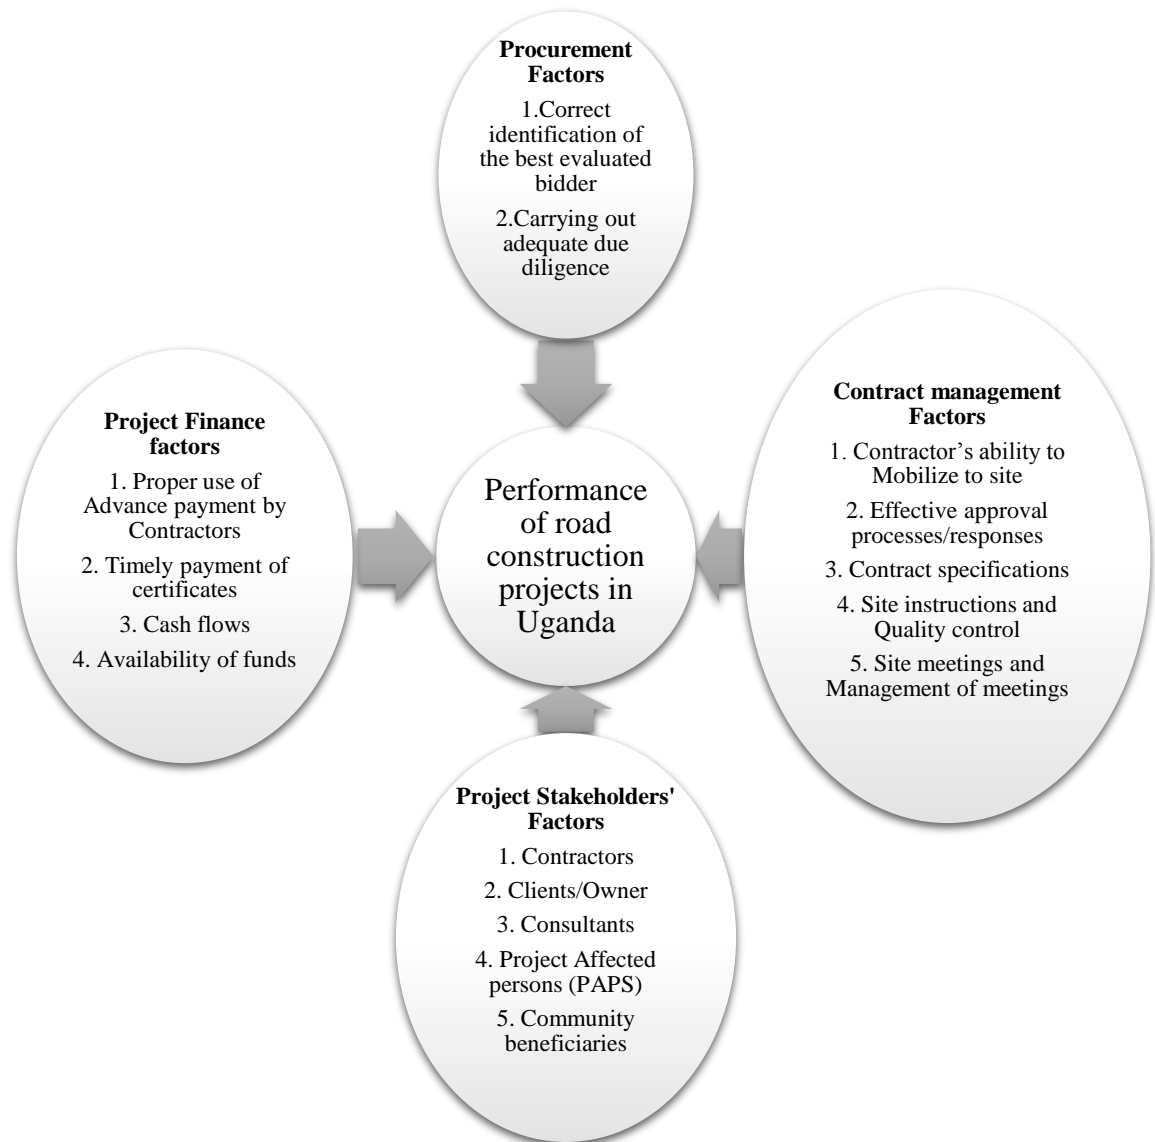 Procurement
Factors
1.Correct
identification of
the best evaluated
bidder
2.Carrying out
adequate due
diligence
Project Finance
factors
1. Proper use of
Advance payment by
Contractors
2. Timely payment of
certificates
3. Cash flows
4. Availability of funds
Performance
of road
construction
projects in
Uganda
Contract management
Factors
1. Contractor’s ability to
Mobilize to site
2. Effective approval
processes/responses
3. Contract specifications
4. Site instructions and
Quality control
5. Site meetings and
Management of meetings
Project Stakeholders'
Factors
1. Contractors
2. Clients/Owner
3. Consultants
4. Project Affected
persons (PAPS)
5. Community
beneficiaries